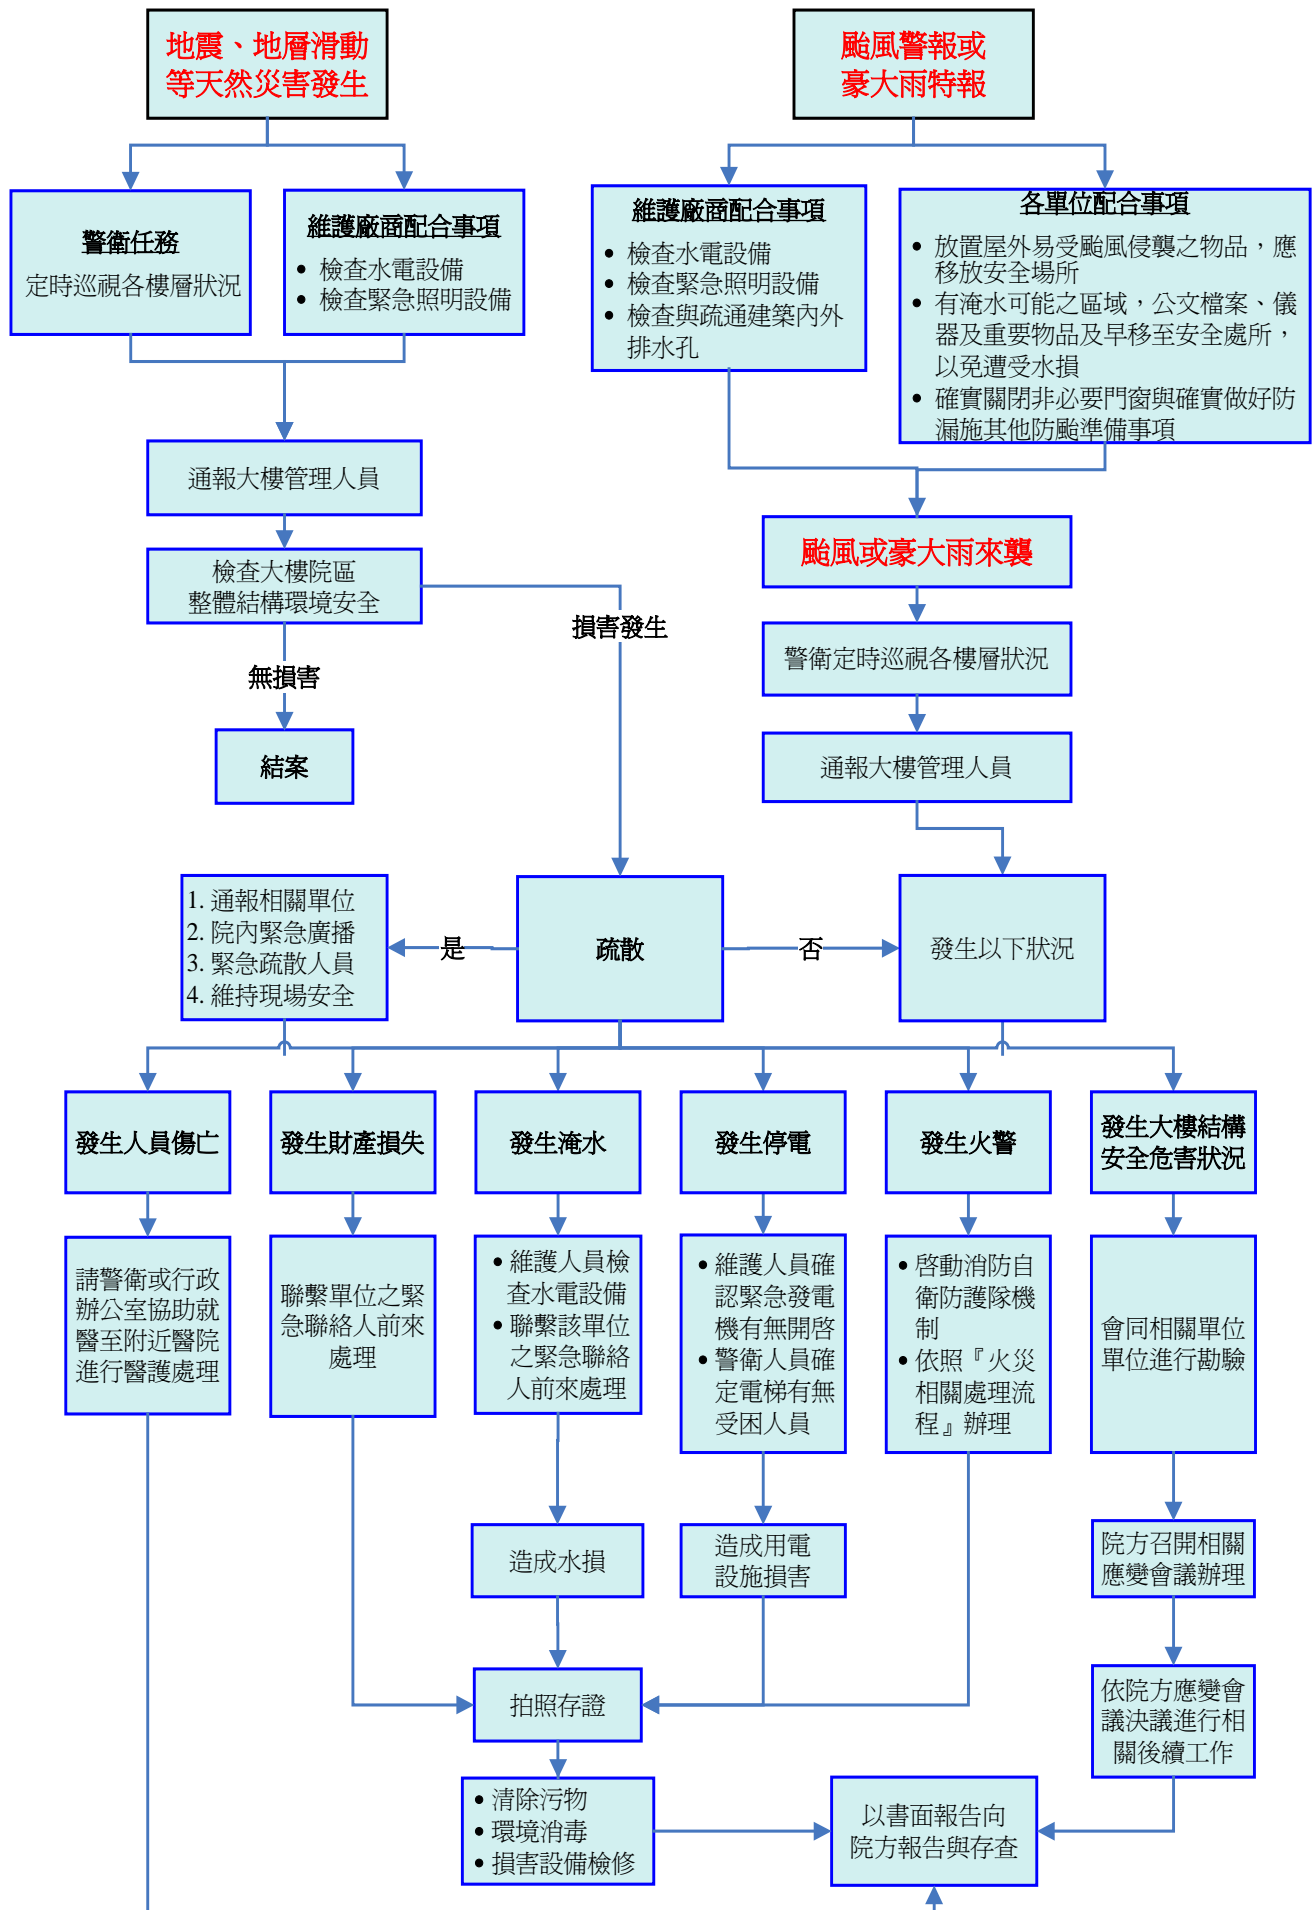 地震、地層滑動
等天然災害發生
颱風警報或
豪大雨特報
警衛任務
定時巡視各樓層狀況
維護廠商配合事項
• 檢查水電設備
• 檢查緊急照明設備
維護廠商配合事項
• 檢查水電設備
• 檢查緊急照明設備
• 檢查與疏通建築內外
排水孔
各單位配合事項
• 放置屋外易受颱風侵襲之物品，應
移放安全場所
• 有淹水可能之區域，公文檔案、儀
器及重要物品及早移至安全處所，
以免遭受水損
• 確實關閉非必要門窗與確實做好防
漏施其他防颱準備事項
通報大樓管理人員
檢查大樓院區
整體結構環境安全
損害發生
無損害
結案
颱風或豪大雨來襲
警衛定時巡視各樓層狀況
通報大樓管理人員
1. 通報相關單位
2. 院內緊急廣播
3. 緊急疏散人員
4. 維持現場安全
是
疏散
否
發生以下狀況
發生人員傷亡
發生財產損失
發生淹水
發生停電
發生火警
發生大樓結構
安全危害狀況
請警衛或行政
辦公室協助就
醫至附近醫院
進行醫護處理
聯繫單位之緊
急聯絡人前來
處理
• 維護人員檢
查水電設備
• 聯繫該單位
之緊急聯絡
人前來處理
• 維護人員確
認緊急發電
機有無開啟
• 警衛人員確
定電梯有無
受困人員
• 啓動消防自
衛防護隊機
制
• 依照『火災
相關處理流
程』辦理
會同相關單位
單位進行勘驗
造成水損
造成用電
設施損害
院方召開相關
應變會議辦理
拍照存證
依院方應變會
議決議進行相
關後續工作
• 清除污物
• 環境消毒
• 損害設備檢修
以書面報告向
院方報告與存查